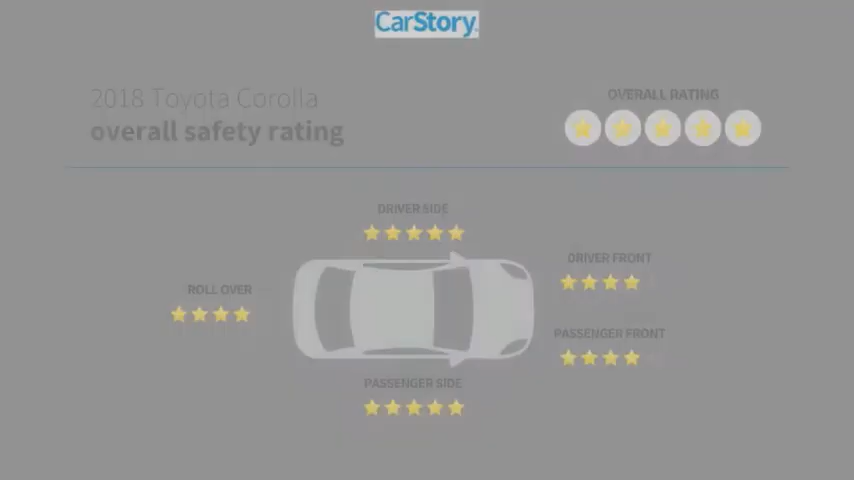 CarStory.
2018 Toyota Corolla
overall safety rating
OVERALL RATING
DRIVER SIDE
DRIVER FRONT
ROLL OVER
PASSENGER FRONT
PASSENGER SIDE